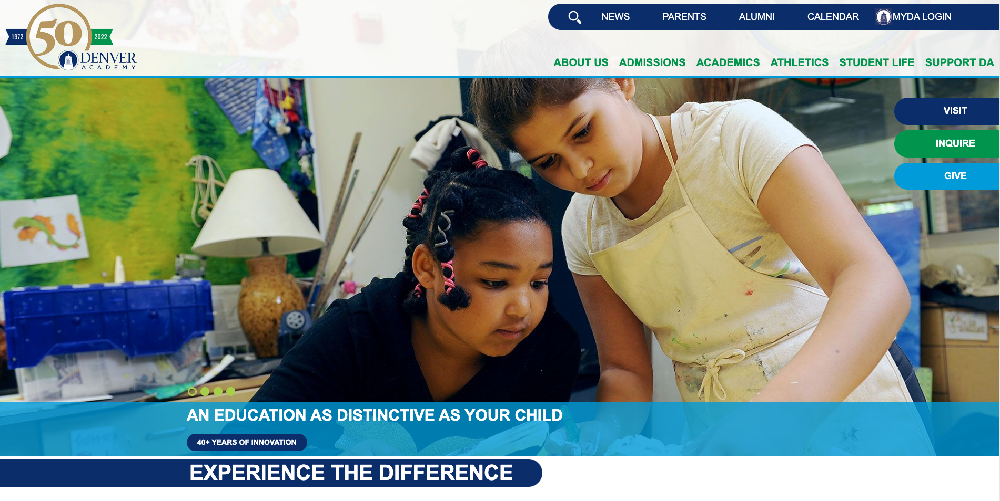 NEWS
PARENTS
ALUMNI
CALENDAR
MYDA LOGIN
1972
50
2022
DENVER
ACADEMY
ABOUT US
ADMISSIONS
ACADEMICS
ATHLETICS
STUDENT LIFE
SUPPORT DA
VISIT
INQUIRE
GIVE
AN EDUCATION AS DISTINCTIVE AS YOUR CHILD
40+ YEARS OF INNOVATION
EXPERIENCE THE DIFFERENCE